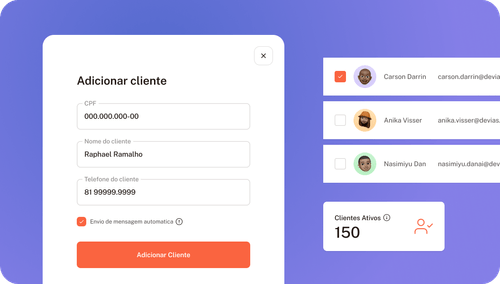 Adicionar cliente
CPF
000.000.000-00
Nome do cliente
Raphael Ramalho
Telefone do cliente
81 99999.9999
Envio de mensagem automatica
Adicionar Cliente
Carson Darrin carson.darrin@devias
Anika Visser anika.visser@devias.
Nasimiyu Dan nasimiyu.danai@dev
Clientes Ativos
150